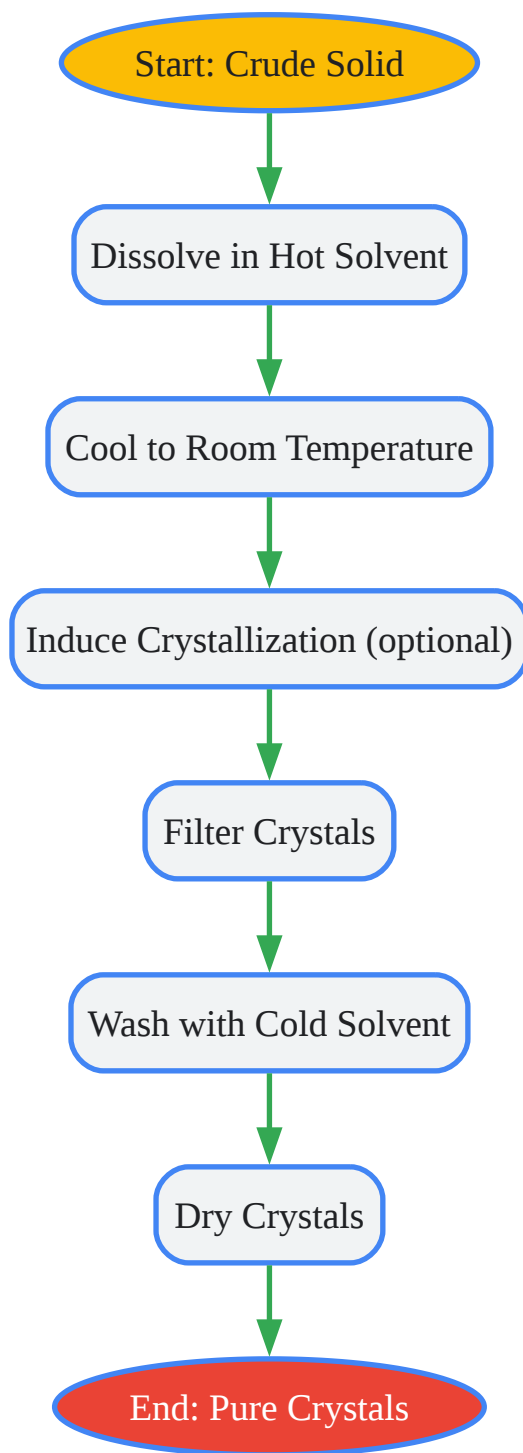 Start: Crude Solid
Dissolve in Hot Solvent
Cool to Room Temperature
Induce Crystallization (optional)
Filter Crystals
Wash with Cold Solvent
Dry Crystals
End: Pure Crystals